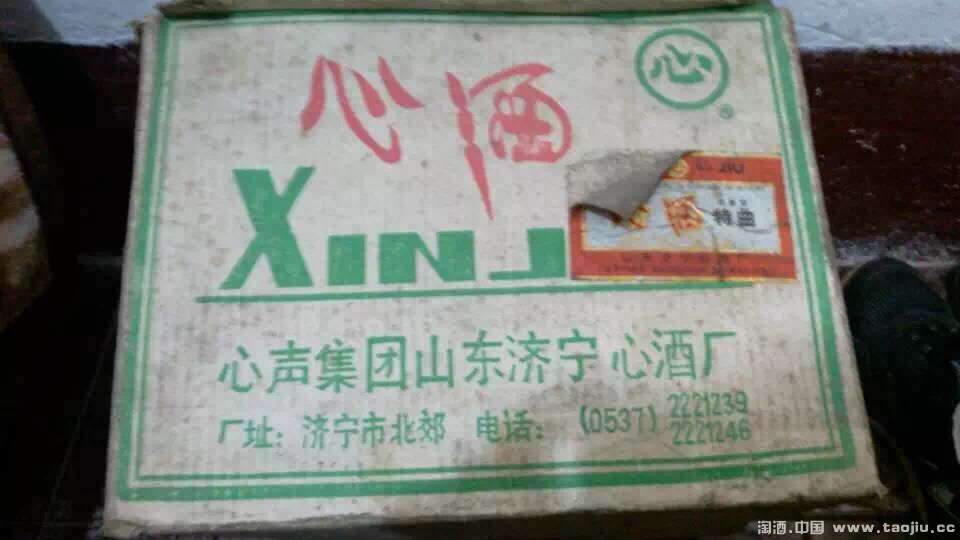 心酒
心
®
XINJ
JIU
特曲
心声集团山东济宁心酒厂
厂址：济宁市北郊 电话：(0537) 2221239
2221246
淘酒.中国 www.taojiu.cc